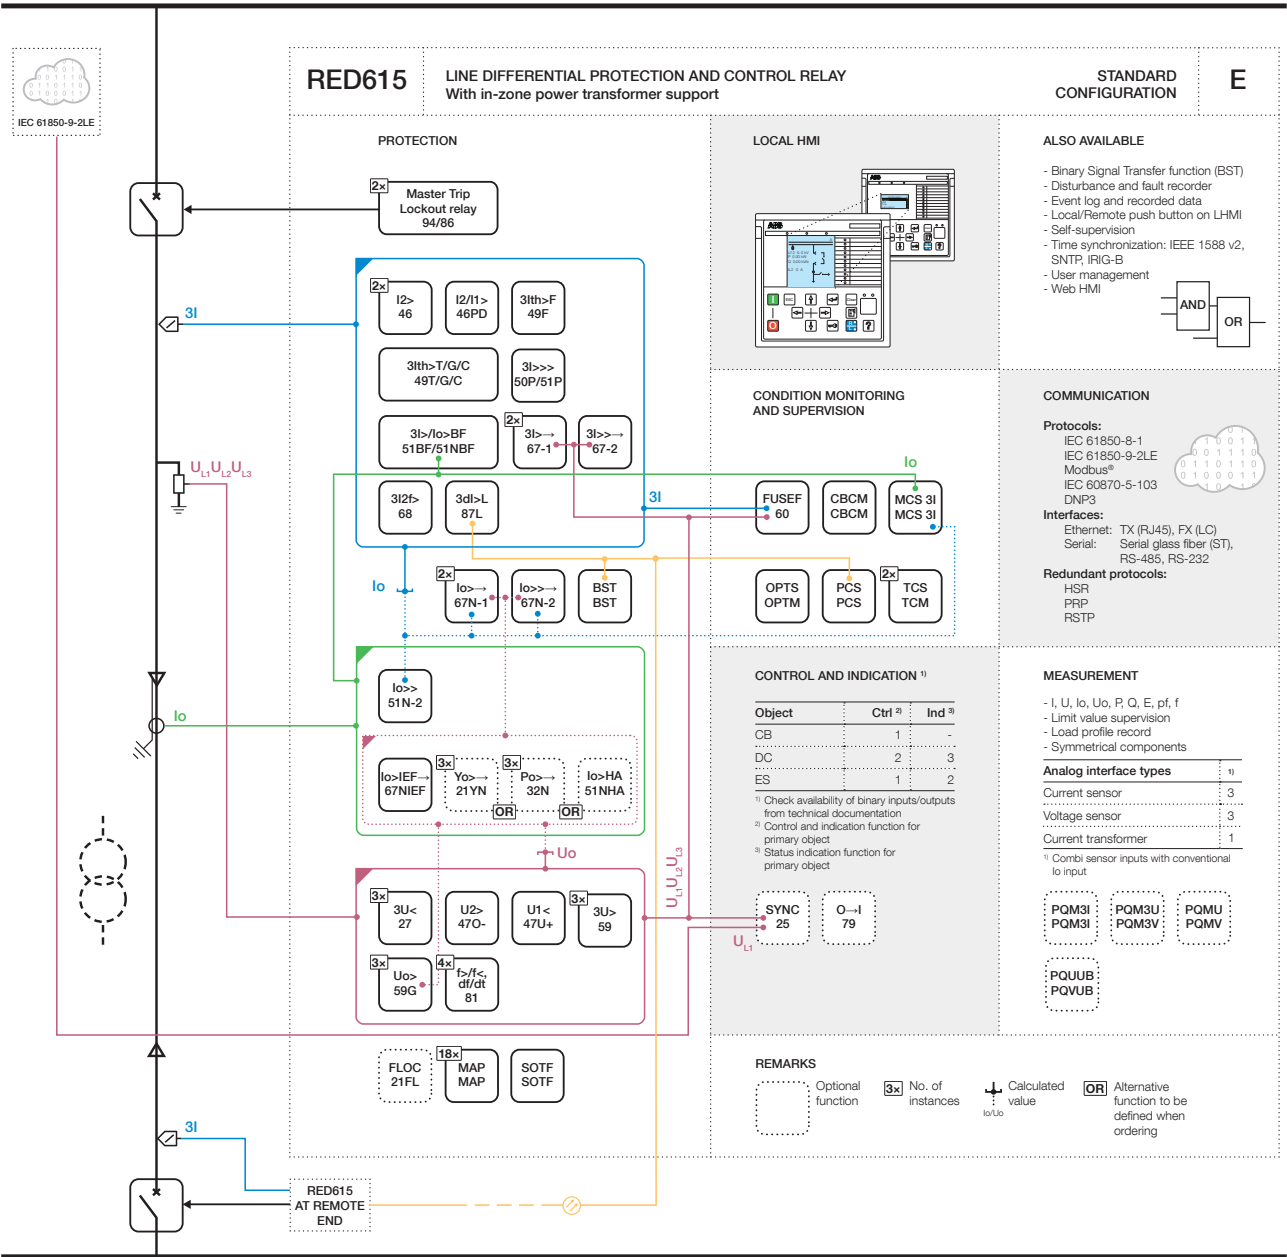 IEC 61850-9-2LE
RED615
LINE DIFFERENTIAL PROTECTION AND CONTROL RELAY
With in-zone power transformer support
STANDARD
CONFIGURATION
E
PROTECTION
2×
Master Trip
Lockout relay
94/86
3I
2×
I2>
46
I2/I1>
46PD
3Ith>F
49F
3Ith>T/G/C
49T/G/C
3I>>>
50P/51P
3I>/Io>BF
51BF/51NBF
2×
3I>→
67-1
3I>>→
67-2
UL1UL2UL3
3I2f>
68
3dI>L
87L
3I
Io
Io
2×
Io>→
67N-1
Io>>→
67N-2
BST
BST
Io>>
51N-2
Io
Io>IEF→
67NIEF
3×
Yo>→
21YN
OR
3×
Po>→
32N
OR
Io>HA
51NHA
Uo
3×
3U<
27
U2>
47O-
U1<
47U+
3×
3U>
59
3×
Uo>
59G
4×
f>/f<,
df/dt
81
UL1UL2UL3
UL1
FLOC
21FL
18×
MAP
MAP
SOTF
SOTF
3I
RED615
AT REMOTE
END
LOCAL HMI
ABB
ABB
CONDITION MONITORING
AND SUPERVISION
FUSEF
60
CBCM
CBCM
MCS 3I
MCS 3I
OPTS
OPTM
PCS
PCS
2×
TCS
TCM
CONTROL AND INDICATION 1)
Object Ctrl 2) Ind 3)
CB 1 -
DC 2 3
ES 1 2
1) Check availability of binary inputs/outputs
from technical documentation
2) Control and indication function for
primary object
3) Status indication function for
primary object
SYNC
25
O→I
79
ALSO AVAILABLE
- Binary Signal Transfer function (BST)
- Disturbance and fault recorder
- Event log and recorded data
- Local/Remote push button on LHMI
- Self-supervision
- Time synchronization: IEEE 1588 v2,
SNTP, IRIG-B
- User management
- Web HMI
AND
OR
COMMUNICATION
Protocols:
IEC 61850-8-1
IEC 61850-9-2LE
Modbus®
IEC 60870-5-103
DNP3
Interfaces:
Ethernet: TX (RJ45), FX (LC)
Serial: Serial glass fiber (ST),
RS-485, RS-232
Redundant protocols:
HSR
PRP
RSTP
MEASUREMENT
- I, U, Io, Uo, P, Q, E, pf, f
- Limit value supervision
- Load profile record
- Symmetrical components
Analog interface types 1)
Current sensor 3
Voltage sensor 3
Current transformer 1
1) Combi sensor inputs with conventional
Io input
PQM3I
PQM3I
PQM3U
PQM3V
PQMU
PQMV
PQUUB
PQVUB
REMARKS
Optional
function
3×
No. of
instances
Io/Uo
Calculated
value
OR
Alternative
function to be
defined when
ordering